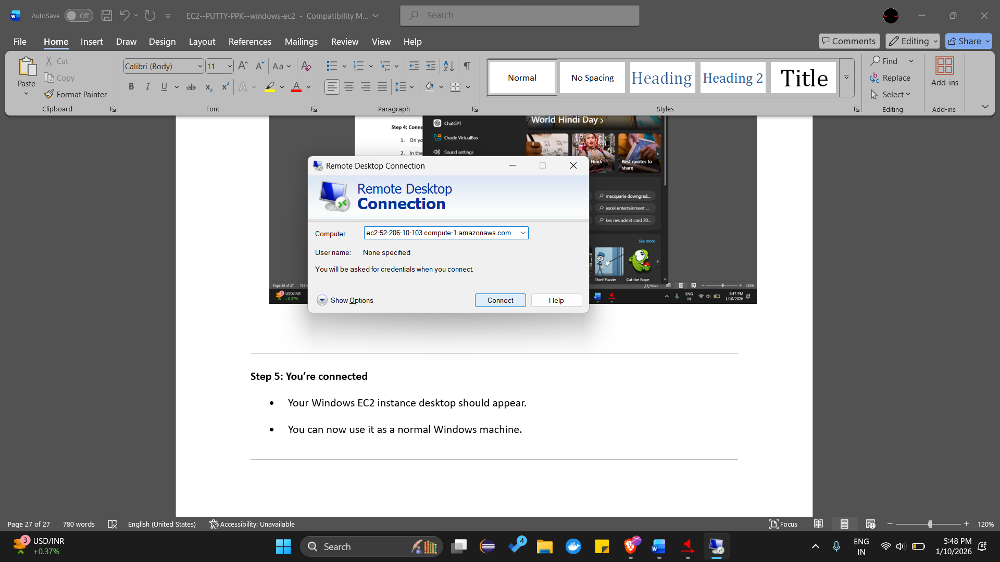 AutoSave Off EC2--PUTTY-PPK--windows-ec2 - Compatibility M... Search
File Home Insert Draw Design Layout References Mailings Review View Help Comments Editing Share
Paste Cut Copy Format Painter Clipboard
Calibri (Body) 11 Aa Font
Paragraph
Normal No Spacing Heading Heading 2 Title Styles
Find Replace Select Editing
Add-ins Add-ins
Step 4: Conne
1. On yo
2. In the
ChatGPT
Oracle VirtualBox
Sound settings
World Hindi Day >
Hindi
Best quotes to
share
macquarie downgrad...
excel entertainment ...
kvs nvs admit card 20...
See more
Thief Puzzle Cut the Rope
Page 26 of 27 781 w Focus 120%
USD/INR
+0.37%
ENG
IN
5:47 PM
1/10/2026
Remote Desktop Connection
Remote Desktop
Connection
Computer: ec2-52-206-10-103.compute-1.amazonaws.com
User name: None specified
You will be asked for credentials when you connect.
Show Options Connect Help
Step 5: You’re connected
• Your Windows EC2 instance desktop should appear.
• You can now use it as a normal Windows machine.
Page 27 of 27 780 words English (United States) Accessibility: Unavailable Focus 120%
3 USD/INR
+0.37%
Search
4
ENG
IN
5:48 PM
1/10/2026